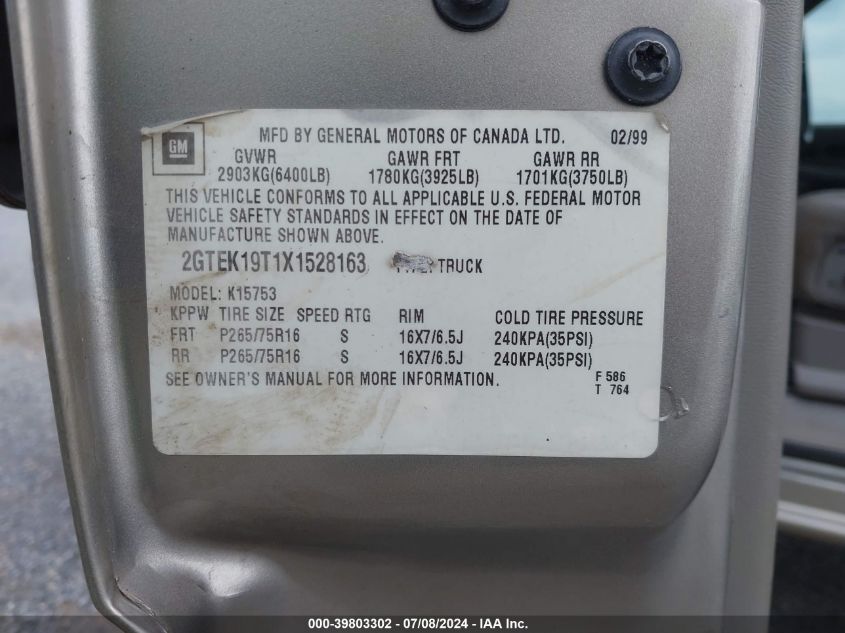 GM
MFD BY GENERAL MOTORS OF CANADA LTD. 02/99
GVWR GAWR FRT GAWR RR
2903KG(6400LB) 1780KG(3925LB) 1701KG(3750LB)
THIS VEHICLE CONFORMS TO ALL APPLICABLE U.S. FEDERAL MOTOR
VEHICLE SAFETY STANDARDS IN EFFECT ON THE DATE OF
MANUFACTURE SHOWN ABOVE.
2GTEK19T1X1528163 TRUCK
MODEL: K15753
KPPW TIRE SIZE SPEED RTG RIM COLD TIRE PRESSURE
FRT P265/75R16 S 16X7/6.5J 240KPA(35PSI)
RR P265/75R16 S 16X7/6.5J 240KPA(35PSI)
SEE OWNER'S MANUAL FOR MORE INFORMATION. F 586
T 764
000-39803302 - 07/08/2024 - IAA Inc.